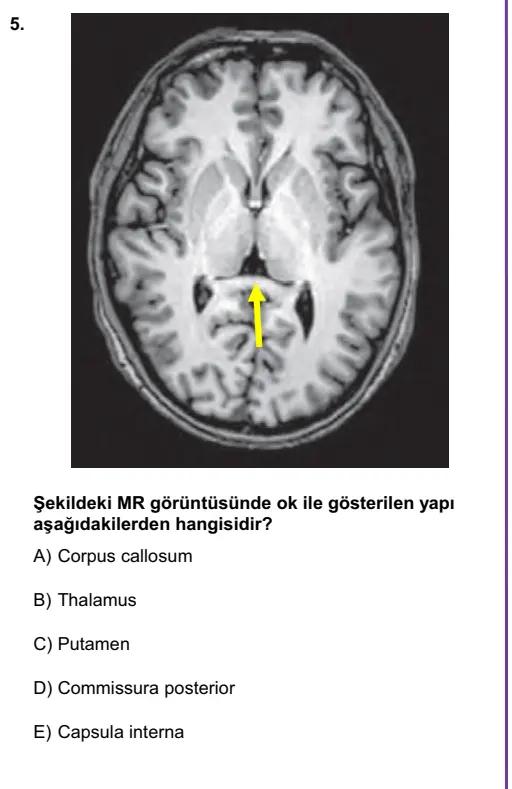 5.
Şekildeki MR görüntüsünde ok ile gösterilen yapı
aşağıdakilerden hangisidir?
A) Corpus callosum
B) Thalamus
C) Putamen
D) Commissura posterior
E) Capsula interna